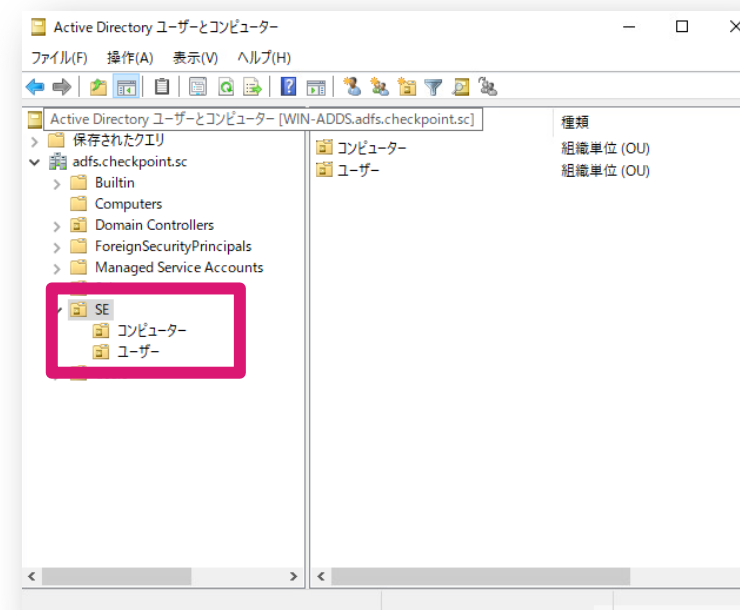 Active Directory ユーザーとコンピューター
ファイル(F) 操作(A) 表示(V) ヘルプ(H)
Active Directory ユーザーとコンピューター [WIN-ADDS.adfs.checkpoint.sc]
種類
保存されたクエリ
adfs.checkpoint.sc
Builtin
Computers
Domain Controllers
ForeignSecurityPrincipals
Managed Service Accounts
SE
コンピューター
ユーザー
コンピューター 組織単位 (OU)
ユーザー 組織単位 (OU)